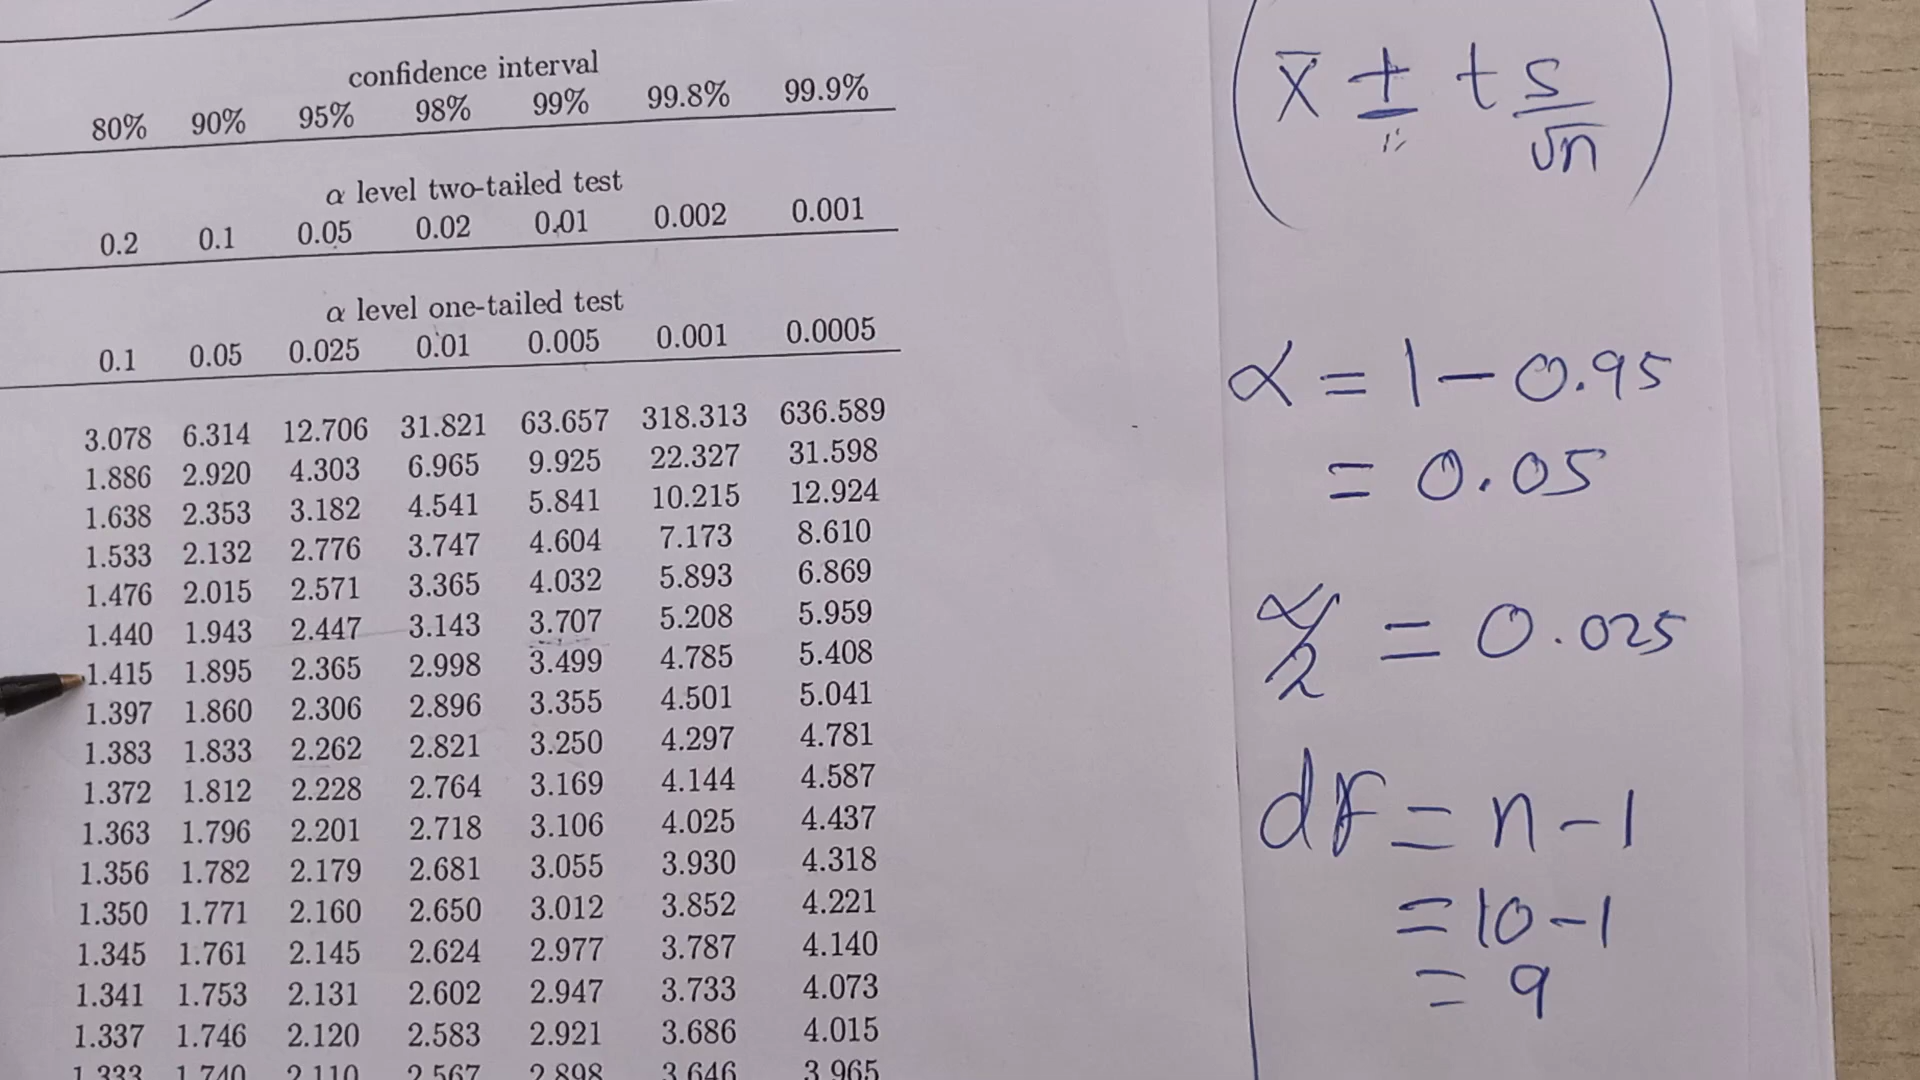 confidence interval
80% 90% 95% 98% 99% 99.8% 99.9%
α level two-tailed test
0.2 0.1 0.05 0.02 0.01 0.002 0.001
α level one-tailed test
0.1 0.05 0.025 0.01 0.005 0.001 0.0005
3.078 6.314 12.706 31.821 63.657 318.313 636.589
1.886 2.920 4.303 6.965 9.925 22.327 31.598
1.638 2.353 3.182 4.541 5.841 10.215 12.924
1.533 2.132 2.776 3.747 4.604 7.173 8.610
1.476 2.015 2.571 3.365 4.032 5.893 6.869
1.440 1.943 2.447 3.143 3.707 5.208 5.959
1.415 1.895 2.365 2.998 3.499 4.785 5.408
1.397 1.860 2.306 2.896 3.355 4.501 5.041
1.383 1.833 2.262 2.821 3.250 4.297 4.781
1.372 1.812 2.228 2.764 3.169 4.144 4.587
1.363 1.796 2.201 2.718 3.106 4.025 4.437
1.356 1.782 2.179 2.681 3.055 3.930 4.318
1.350 1.771 2.160 2.650 3.012 3.852 4.221
1.345 1.761 2.145 2.624 2.977 3.787 4.140
1.341 1.753 2.131 2.602 2.947 3.733 4.073
1.337 1.746 2.120 2.583 2.921 3.686 4.015
1.333 1.740 2.110 2.567 2.898 3.646 3.965
(x̄ ± t s/√n)
α = 1 - 0.95
= 0.05
α/2 = 0.025
df = n - 1
= 10 - 1
= 9